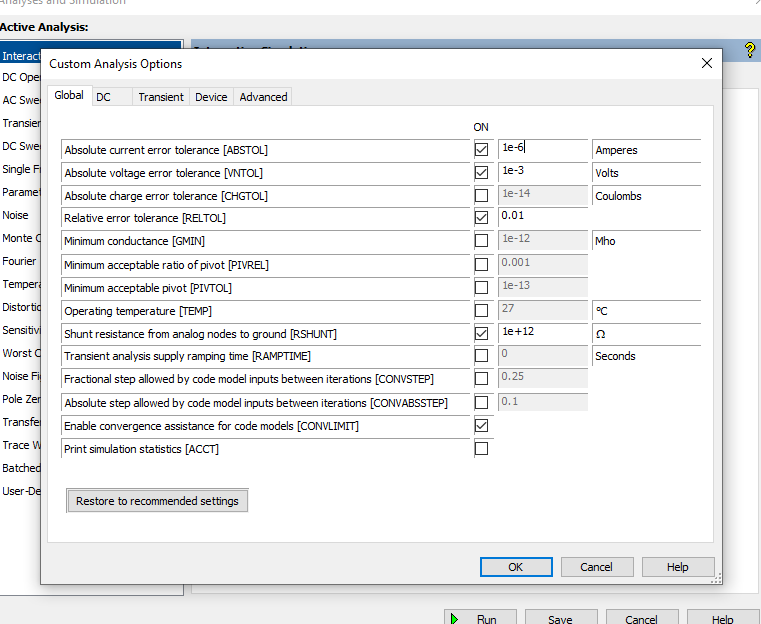 Analyses and Simulation
Active Analysis:
Interact
DC Oper
AC Swee
Transien
DC Swee
Single F
Paramet
Noise
Monte C
Fourier
Tempera
Distortio
Sensitivi
Worst C
Noise Fi
Pole Zer
Transfe
Trace W
Batched
User-De
Custom Analysis Options
Global DC Transient Device Advanced
ON
Absolute current error tolerance [ABSTOL] 1e-6 Amperes
Absolute voltage error tolerance [VNTOL] 1e-3 Volts
Absolute charge error tolerance [CHGTOL] 1e-14 Coulombs
Relative error tolerance [RELTOL] 0.01
Minimum conductance [GMIN] 1e-12 Mho
Minimum acceptable ratio of pivot [PIVREL] 0.001
Minimum acceptable pivot [PIVTOL] 1e-13
Operating temperature [TEMP] 27 °C
Shunt resistance from analog nodes to ground [RSHUNT] 1e+12 Ω
Transient analysis supply ramping time [RAMPTIME] 0 Seconds
Fractional step allowed by code model inputs between iterations [CONVSTEP] 0.25
Absolute step allowed by code model inputs between iterations [CONVABSSTEP] 0.1
Enable convergence assistance for code models [CONVLIMIT]
Print simulation statistics [ACCT]
Restore to recommended settings
OK Cancel Help
Run Save Cancel Help